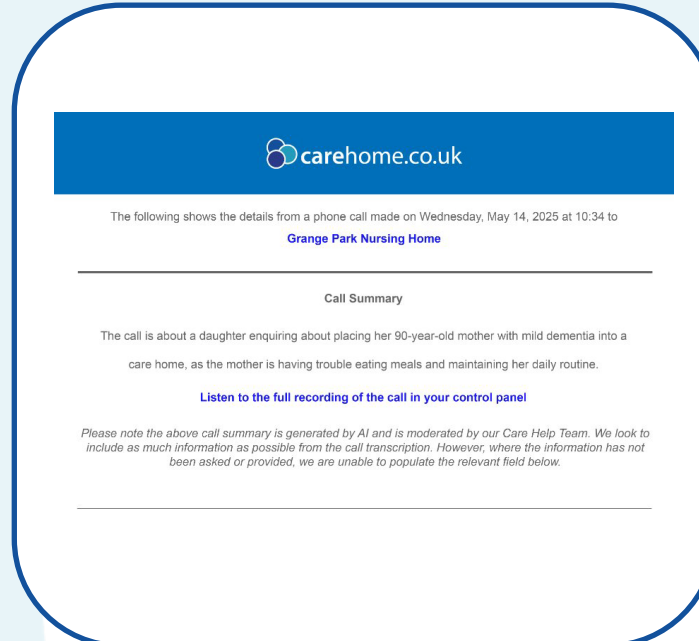 carehome.co.uk
The following shows the details from a phone call made on Wednesday, May 14, 2025 at 10:34 to
Grange Park Nursing Home
Call Summary
The call is about a daughter enquiring about placing her 90-year-old mother with mild dementia into a
care home, as the mother is having trouble eating meals and maintaining her daily routine.
Listen to the full recording of the call in your control panel
Please note the above call summary is generated by AI and is moderated by our Care Help Team. We look to
include as much information as possible from the call transcription. However, where the information has not
been asked or provided, we are unable to populate the relevant field below.